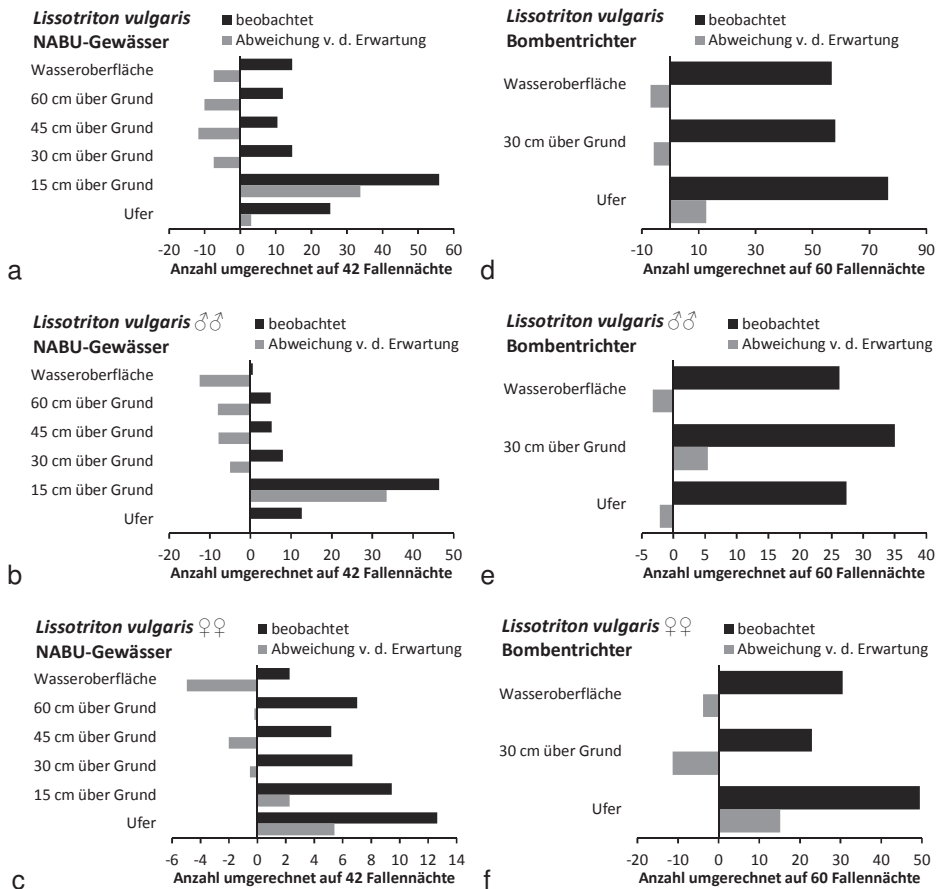 Lissotriton vulgaris
NABU-Gewässer
beobachtet
Abweichung v. d. Erwartung
Wasseroberfläche
60 cm über Grund
45 cm über Grund
30 cm über Grund
15 cm über Grund
Ufer
-20 -10 0 10 20 30 40 50 60
Anzahl umgerechnet auf 42 Fallennächte
a
Lissotriton vulgaris
Bombentrichter
beobachtet
Abweichung v. d. Erwartung
Wasseroberfläche
30 cm über Grund
Ufer
-10 10 30 50 70 90
Anzahl umgerechnet auf 60 Fallennächte
d
Lissotriton vulgaris ♂♂
NABU-Gewässer
beobachtet
Abweichung v. d. Erwartung
Wasseroberfläche
60 cm über Grund
45 cm über Grund
30 cm über Grund
15 cm über Grund
Ufer
-20 -10 0 10 20 30 40 50
Anzahl umgerechnet auf 42 Fallennächte
b
Lissotriton vulgaris ♂♂
Bombentrichter
beobachtet
Abweichung v. d. Erwartung
Wasseroberfläche
30 cm über Grund
Ufer
-5 0 5 10 15 20 25 30 35 40
Anzahl umgerechnet auf 60 Fallennächte
e
Lissotriton vulgaris ♀♀
NABU-Gewässer
beobachtet
Abweichung v. d. Erwartung
Wasseroberfläche
60 cm über Grund
45 cm über Grund
30 cm über Grund
15 cm über Grund
Ufer
-6 -4 -2 0 2 4 6 8 10 12 14
Anzahl umgerechnet auf 42 Fallennächte
c
Lissotriton vulgaris ♀♀
Bombentrichter
beobachtet
Abweichung v. d. Erwartung
Wasseroberfläche
30 cm über Grund
Ufer
-20 -10 0 10 20 30 40 50
Anzahl umgerechnet auf 60 Fallennächte
f